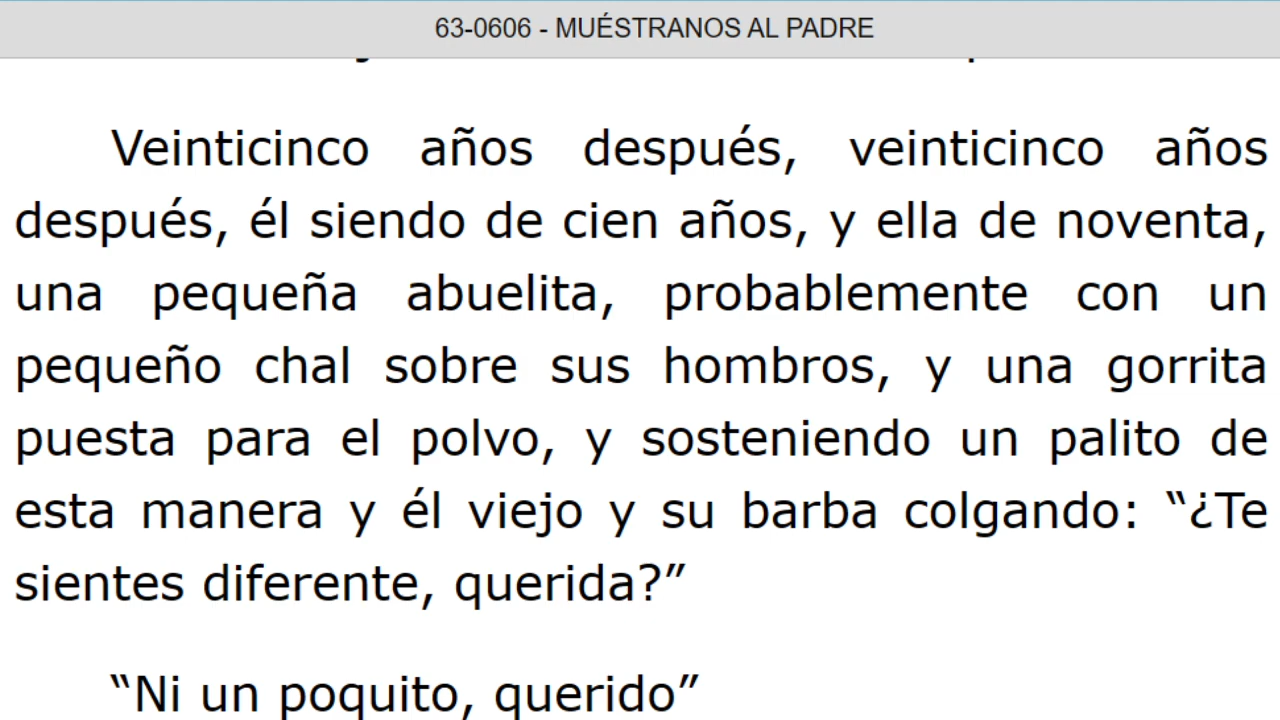 63-0606 - MUÉSTRANOS AL PADRE
Veinticinco años después, veinticinco años
después, él siendo de cien años, y ella de noventa,
una pequeña abuelita, probablemente con un
pequeño chal sobre sus hombros, y una gorrita
puesta para el polvo, y sosteniendo un palito de
esta manera y él viejo y su barba colgando: “¿Te
sientes diferente, querida?”
“Ni un poquito, querido”